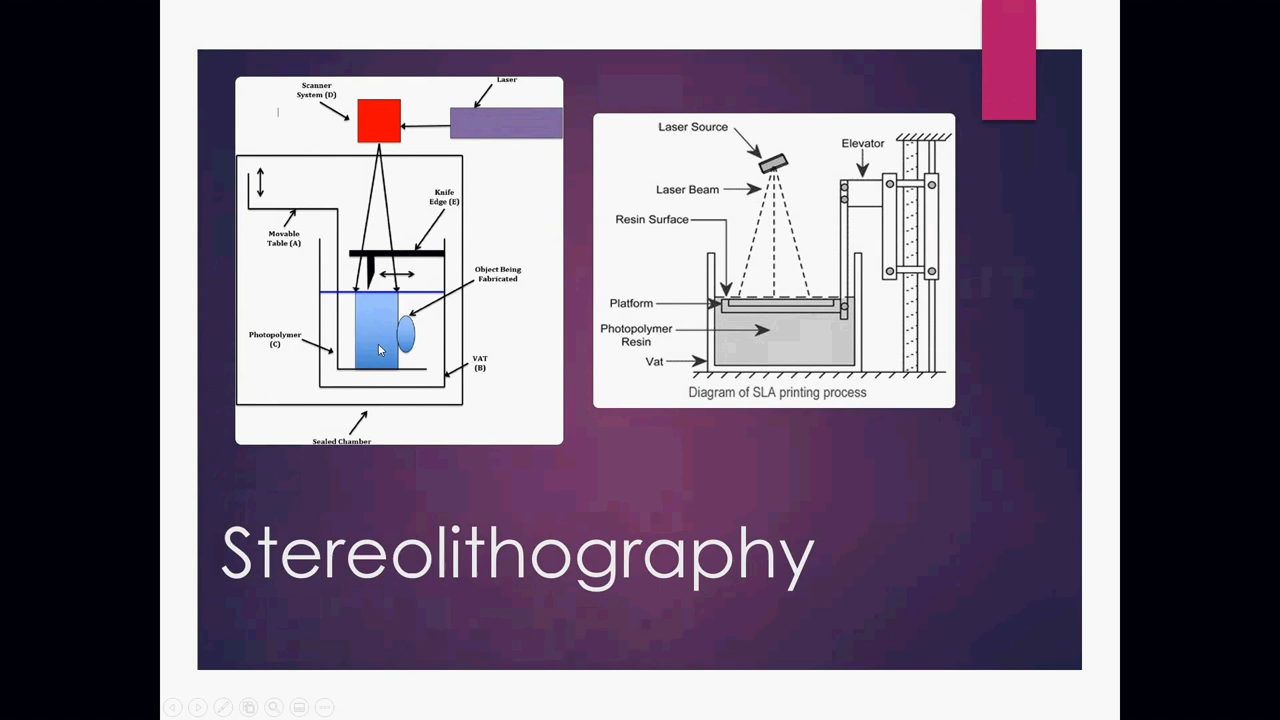 Scanner
System (D)
Laser
Knife
Edge (E)
Movable
Table (A)
Object Being
Fabricated
Photopolymer
(C)
VAT
(B)
Sealed Chamber
Laser Source
Elevator
Laser Beam
Resin Surface
Platform
Photopolymer
Resin
Vat
Diagram of SLA printing process
Stereolithography